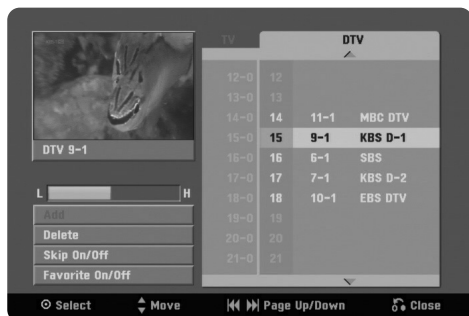 TV DTV
12-0 12
13-0 13
14-0 14 11-1 MBC DTV
15-0 15 9-1 KBS D-1
16-0 16 6-1 SBS
17-0 17 7-1 KBS D-2
18-0 18 10-1 EBS DTV
19-0 19
20-0 20
21-0 21
DTV 9-1
L H
Add
Delete
Skip On/Off
Favorite On/Off
Select Move Page Up/Down Close